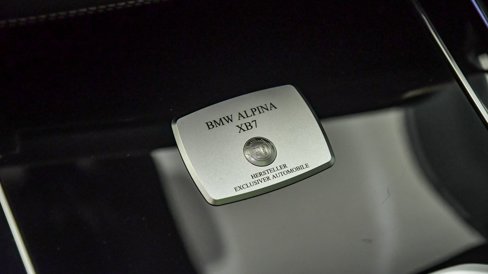 BMW ALPINA
XB7
HERSTELLER
EXCLUSIVER AUTOMOBILE